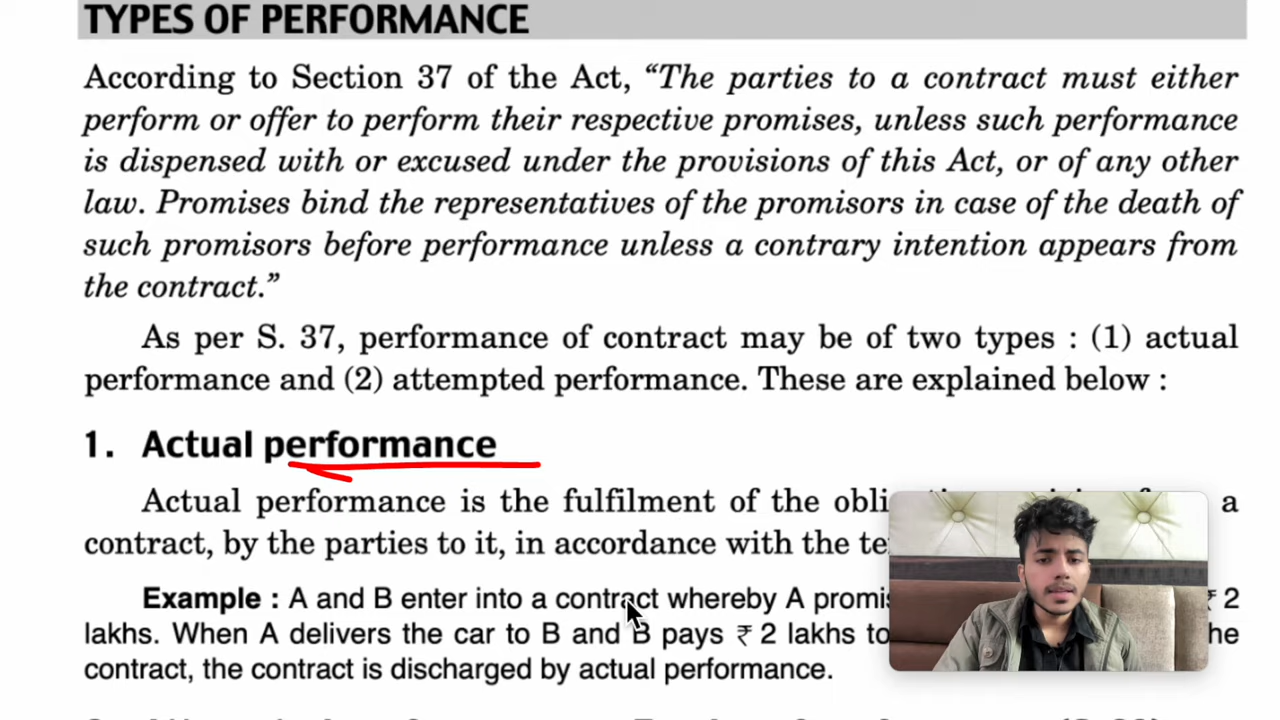 TYPES OF PERFORMANCE
According to Section 37 of the Act, “The parties to a contract must either
perform or offer to perform their respective promises, unless such performance
is dispensed with or excused under the provisions of this Act, or of any other
law. Promises bind the representatives of the promisors in case of the death of
such promisors before performance unless a contrary intention appears from
the contract.”
As per S. 37, performance of contract may be of two types : (1) actual
performance and (2) attempted performance. These are explained below :
1. Actual performance
Actual performance is the fulfilment of the a
contract, by the parties to it, in accordance with the
Example : A and B enter into a contract whereby A ₹ 2
lakhs. When A delivers the car to B and B pays ₹ 2 lakhs
contract, the contract is discharged by actual performance.